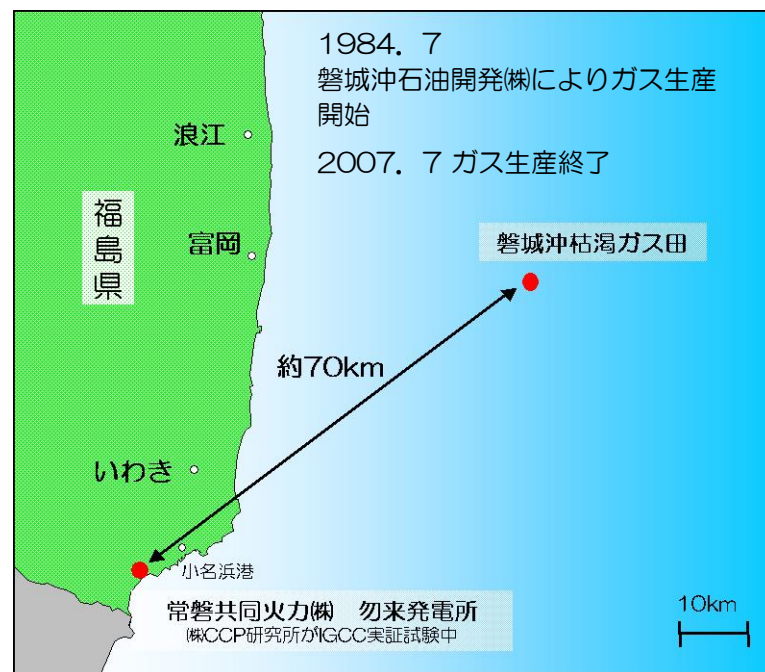 1984．7
磐城沖石油開発㈱によりガス生産
開始
2007．7 ガス生産終了
浪江
福島県
富岡
磐城沖枯渇ガス田
約70km
いわき
小名浜港
常磐共同火力㈱　勿来発電所
㈱CCP研究所がIGCC実証試験中
10km